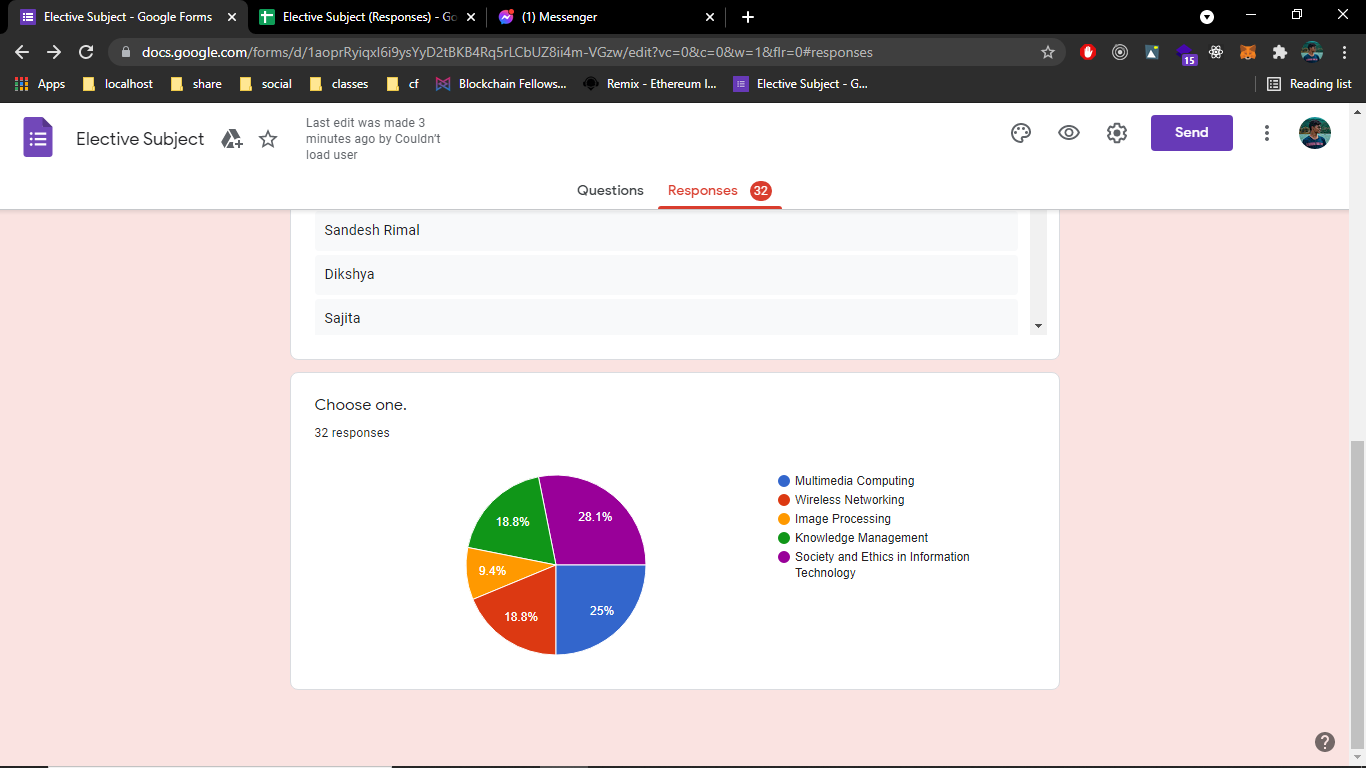 Elective Subject - Google Forms
Elective Subject (Responses) - Go
(1) Messenger
docs.google.com/forms/d/1aoprRyiqxI6i9ysYyD2tBKB4Rq5rLCbUZ8ii4m-VGzw/edit?vc=0&c=0&w=1&flr=0#responses
15
Apps
localhost
share
social
classes
cf
Blockchain Fellows...
Remix - Ethereum I...
Elective Subject - G...
Reading list
Elective Subject
Last edit was made 3
minutes ago by Couldn't
load user
Send
Questions
Responses 32
Sandesh Rimal
Dikshya
Sajita
Choose one.
32 responses
28.1%
18.8%
9.4%
18.8%
25%
Multimedia Computing
Wireless Networking
Image Processing
Knowledge Management
Society and Ethics in Information
Technology